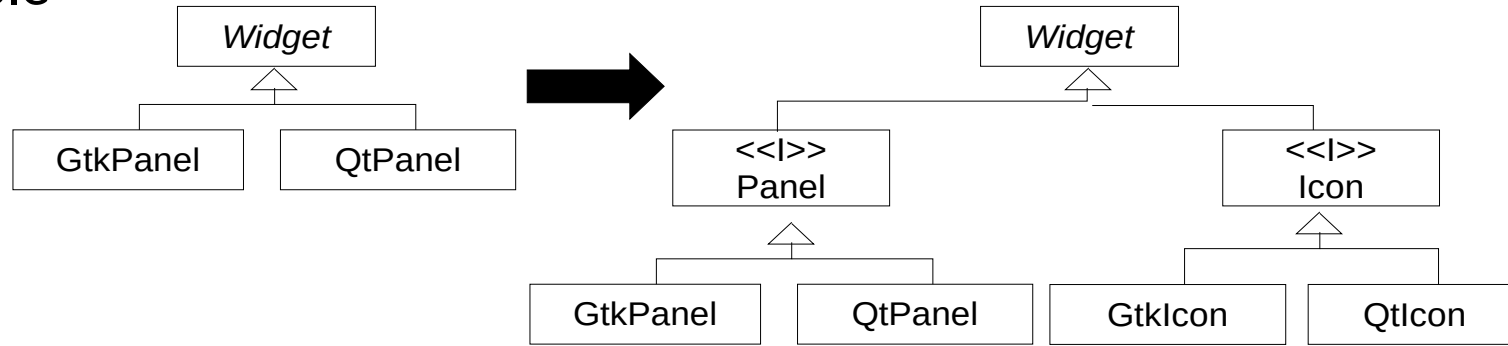 Widget
GtkPanel
QtPanel
Widget
<<I>>
Panel
<<I>>
Icon
GtkPanel
QtPanel
GtkIcon
QtIcon